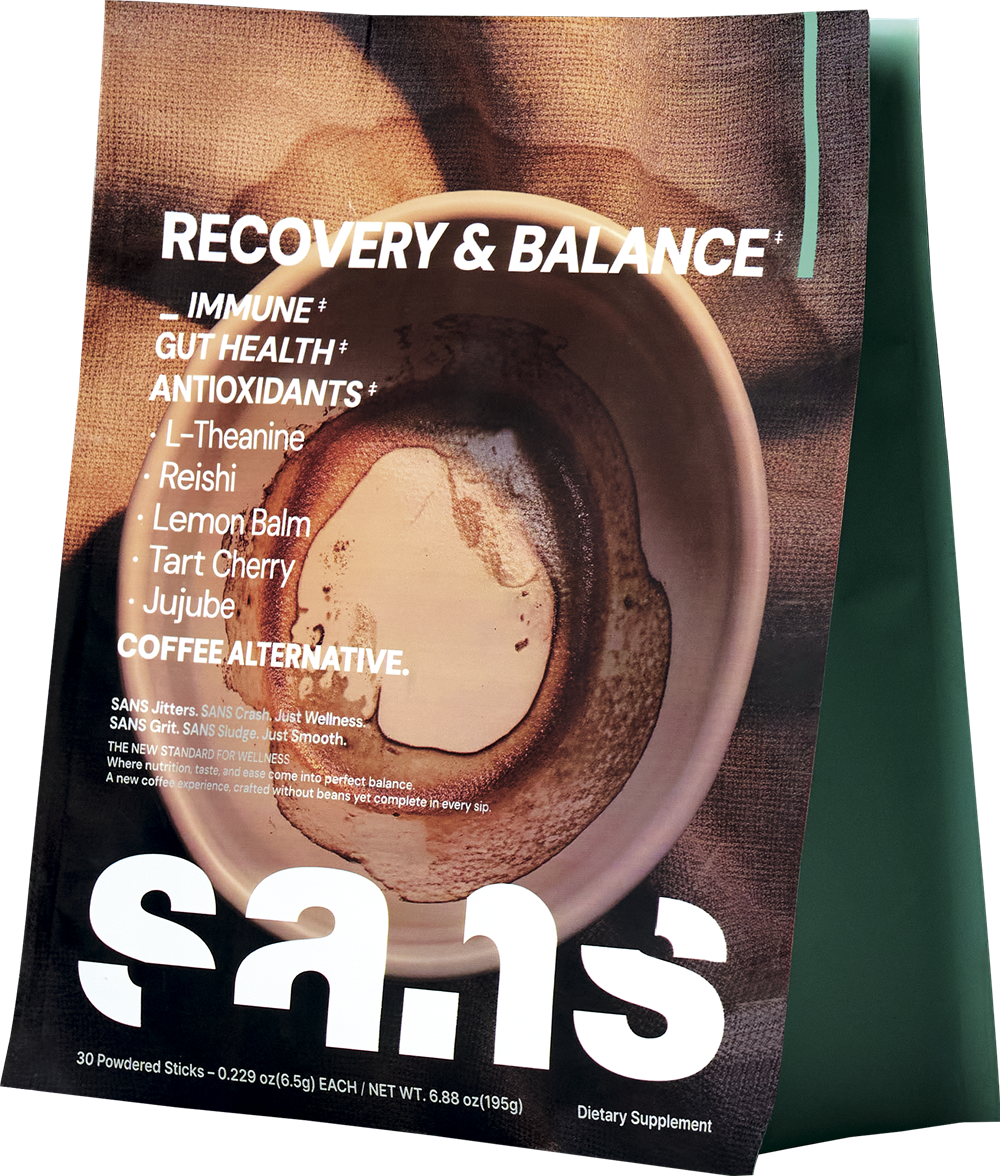 RECOVERY & BALANCE‡
_ IMMUNE‡
GUT HEALTH‡
ANTIOXIDANTS‡
· L-Theanine
· Reishi
· Lemon Balm
· Tart Cherry
· Jujube
COFFEE ALTERNATIVE.
SANS Jitters. SANS Crash. Just Wellness.
SANS Grit. SANS Sludge. Just Smooth.
THE NEW STANDARD FOR WELLNESS
Where nutrition, taste, and ease come into perfect balance.
A new coffee experience, crafted without beans yet complete in every sip.
sans
30 Powdered Sticks – 0.229 oz(6.5g) EACH / NET WT. 6.88 oz(195g)
Dietary Supplement